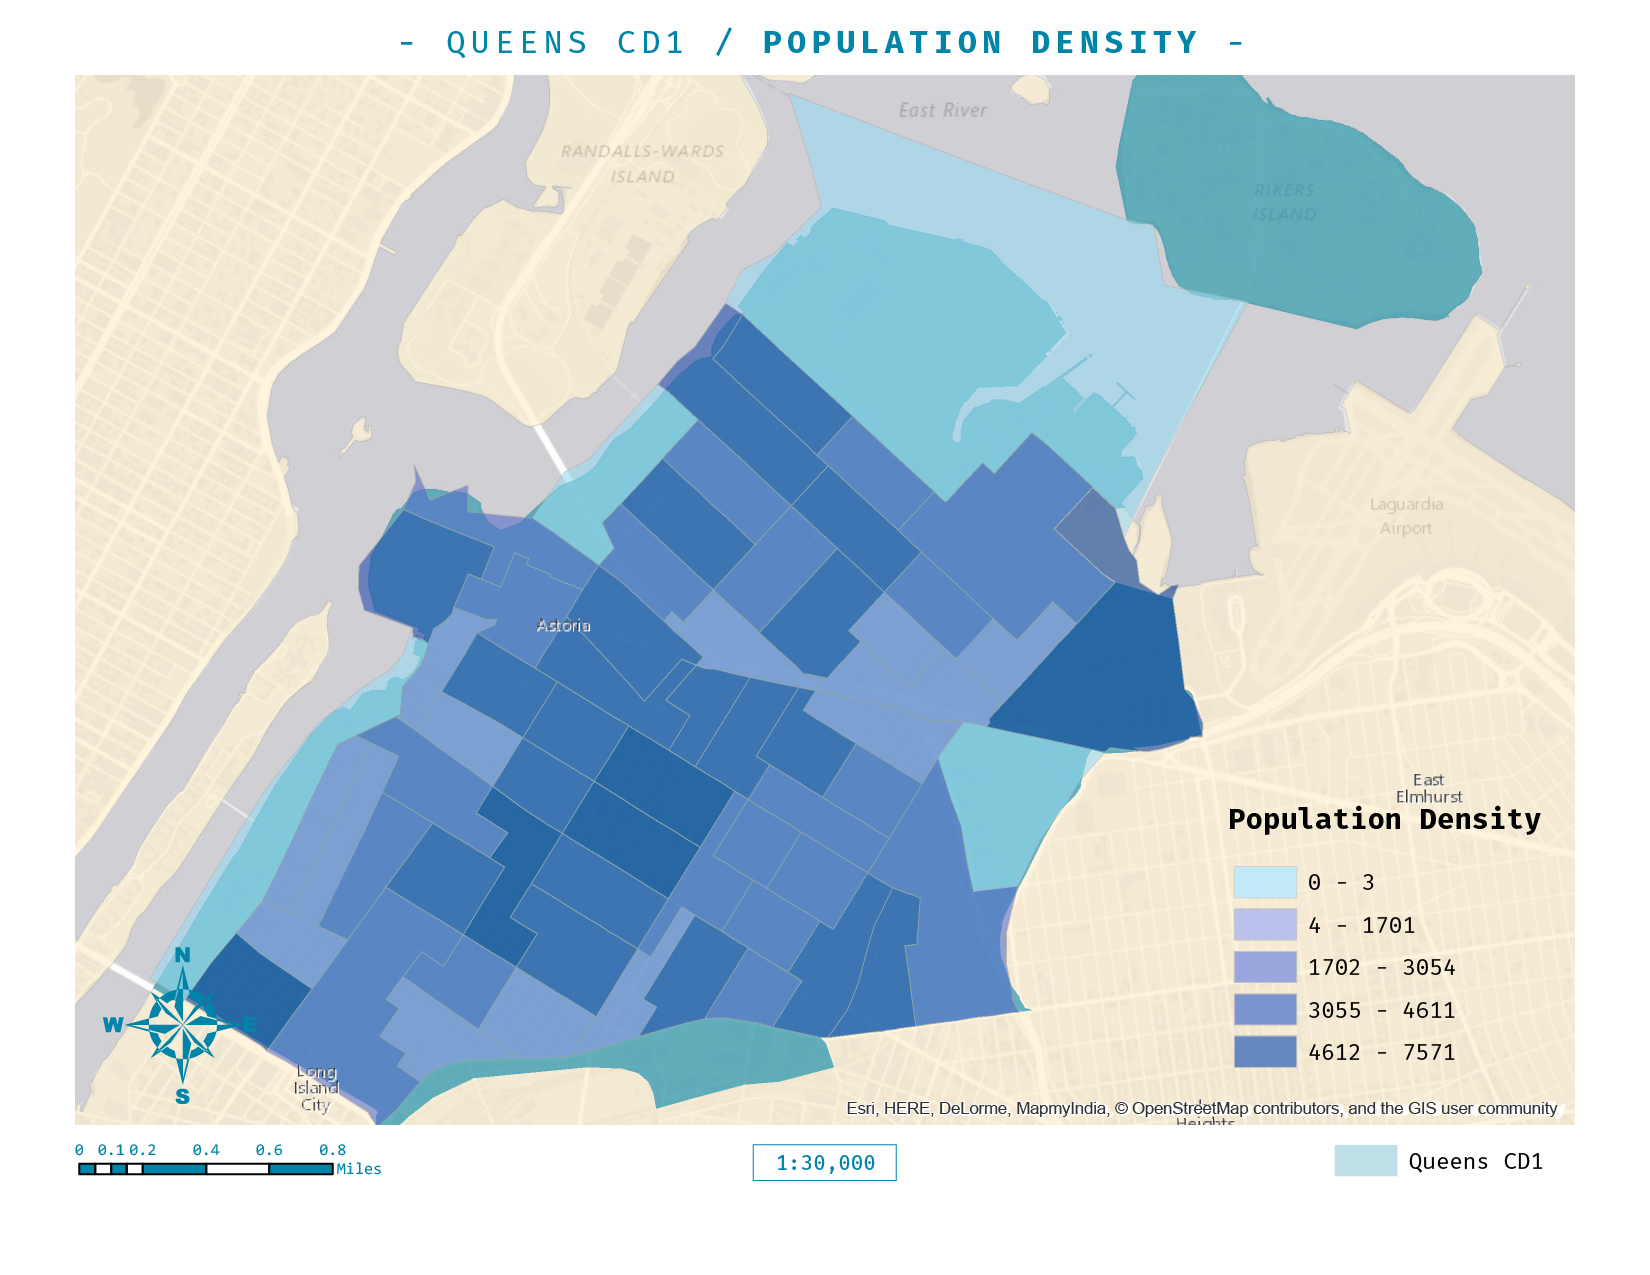 - QUEENS CD1 / POPULATION DENSITY -
East River
RANDALLS-WARDS
ISLAND
RIKERS
ISLAND
Laguardia
Airport
Astoria
East
Elmhurst
Population Density
0 - 3
4 - 1701
1702 - 3054
3055 - 4611
4612 - 7571
N
W
E
S
Long
Island
City
Esri, HERE, DeLorme, MapmyIndia, © OpenStreetMap contributors, and the GIS user community
Heights
0 0.1 0.2 0.4 0.6 0.8
Miles
1:30,000
Queens CD1